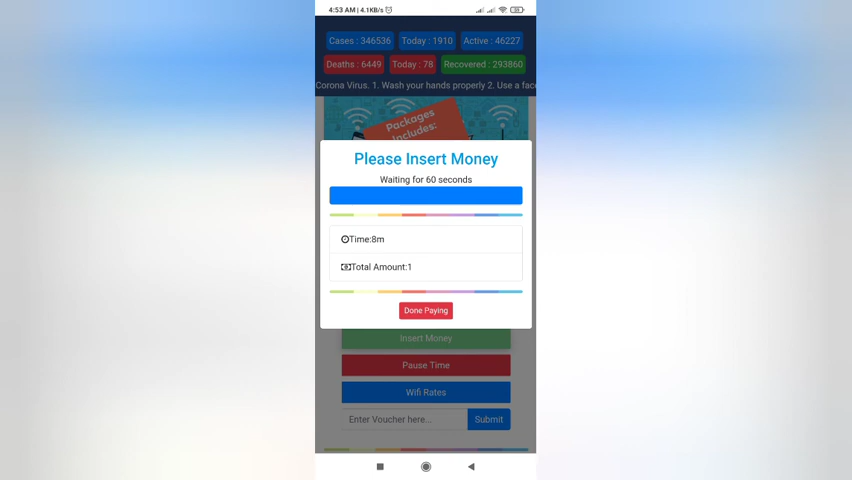 4:53 AM | 4.1KB/s
Cases : 346536
Today : 1910
Active : 46227
Deaths : 6449
Today : 78
Recovered : 293860
Corona Virus. 1. Wash your hands properly 2. Use a face
Packages
Includes:
Please Insert Money
Waiting for 60 seconds
Time:8m
Total Amount:1
Done Paying
Insert Money
Pause Time
Wifi Rates
Enter Voucher here...
Submit